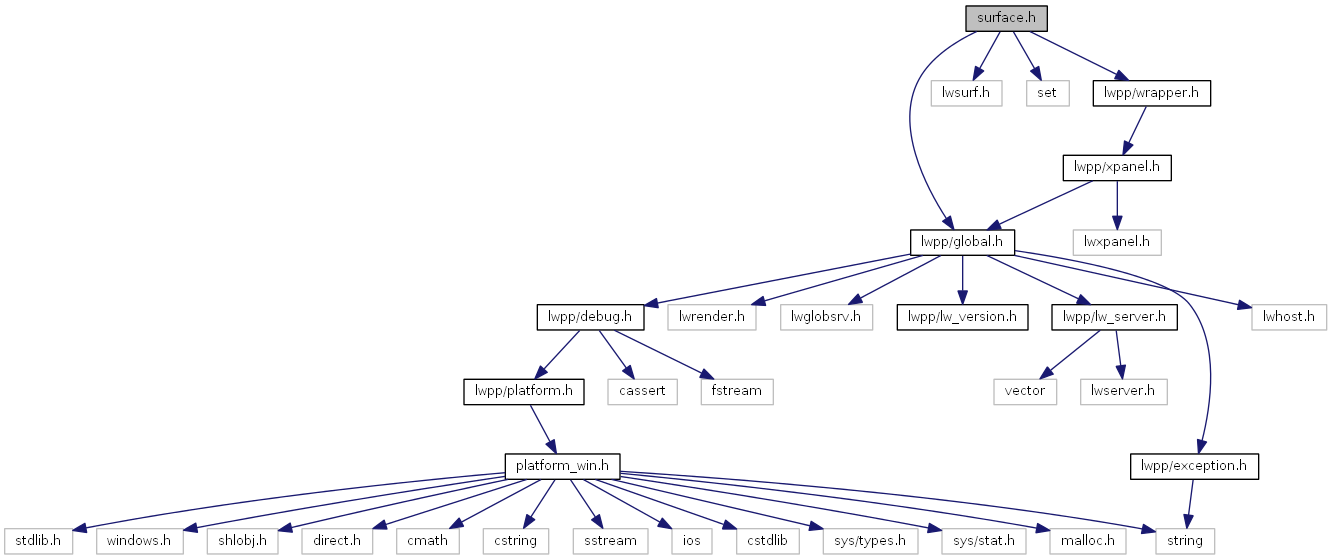 surface.h
lwsurf.h
set
lwpp/wrapper.h
lwpp/xpanel.h
lwpp/global.h
lwxpanel.h
lwpp/debug.h
lwrender.h
lwglobsrv.h
lwpp/lw_version.h
lwpp/lw_server.h
lwhost.h
lwpp/platform.h
cassert
fstream
vector
lwserver.h
platform_win.h
lwpp/exception.h
stdlib.h
windows.h
shlobj.h
direct.h
cmath
cstring
sstream
ios
cstdlib
sys/types.h
sys/stat.h
malloc.h
string